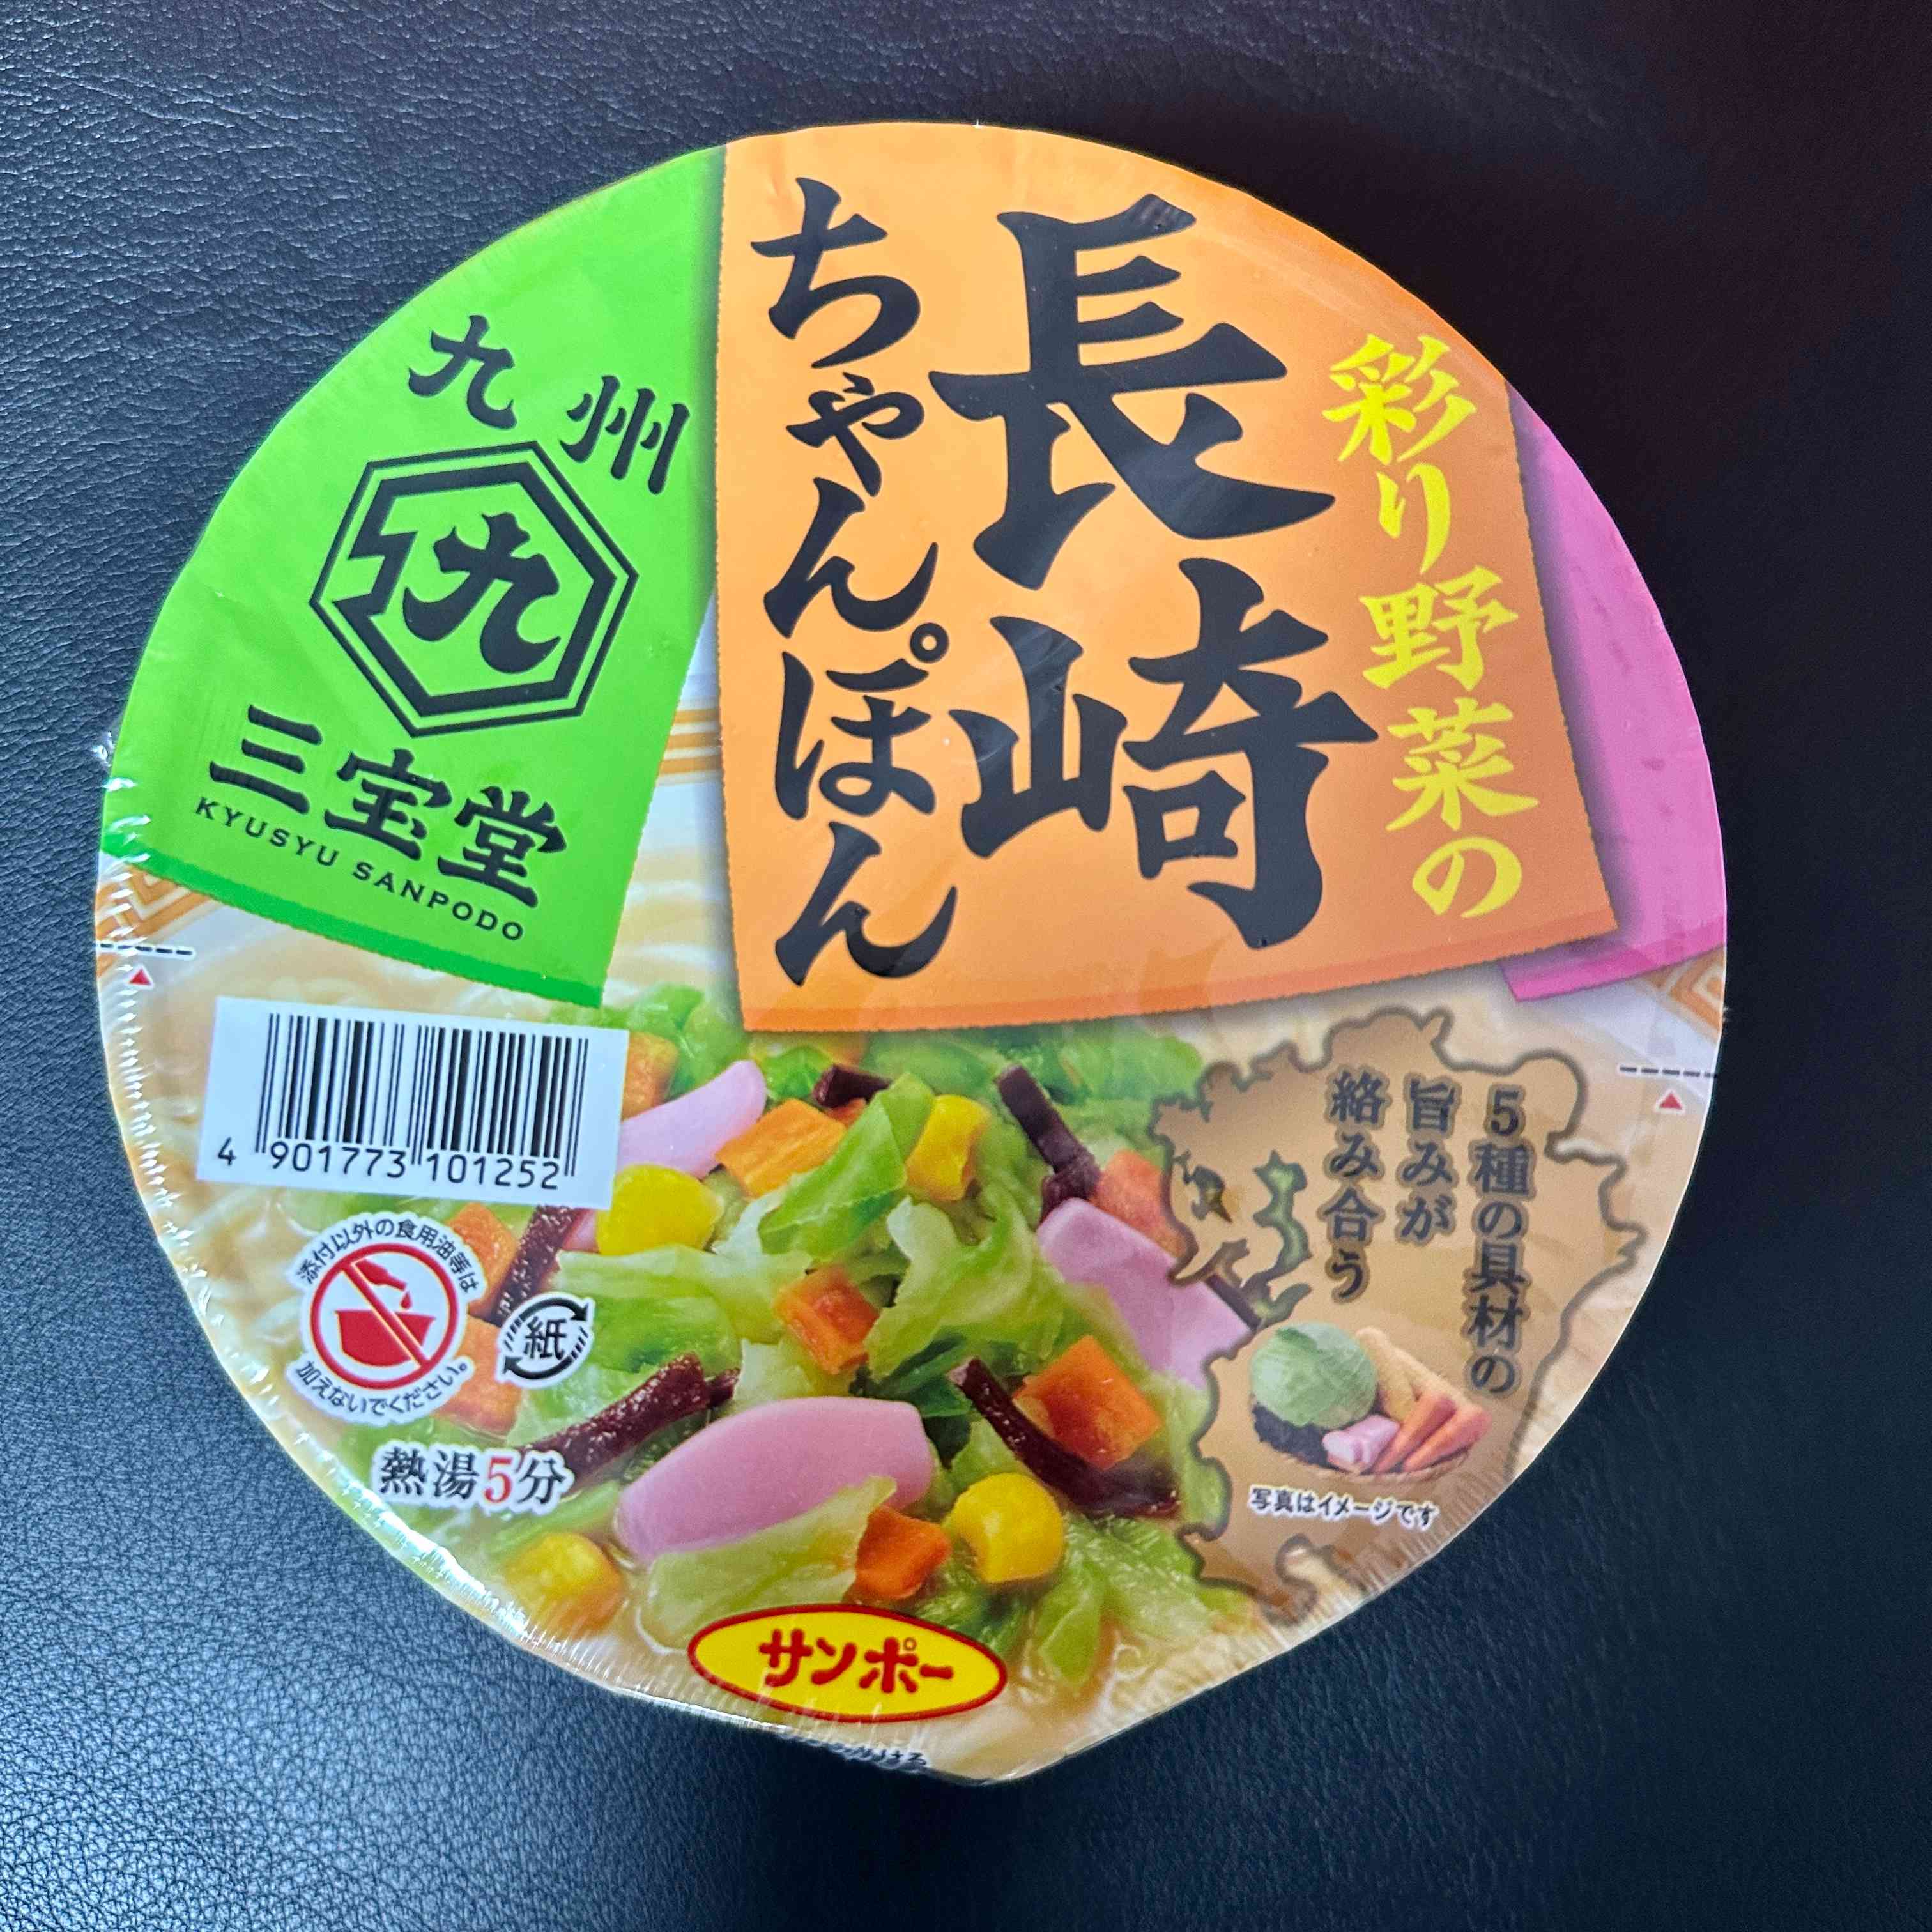 彩り野菜の
長崎
ちゃんぽん
九州
九
三宝堂
KYUSYU SANPODO
4 901773 101252
5種の具材の
旨みが
絡み合う
写真はイメージです
添付以外の食用油等は
加えないでください。
紙
熱湯5分
サンポー